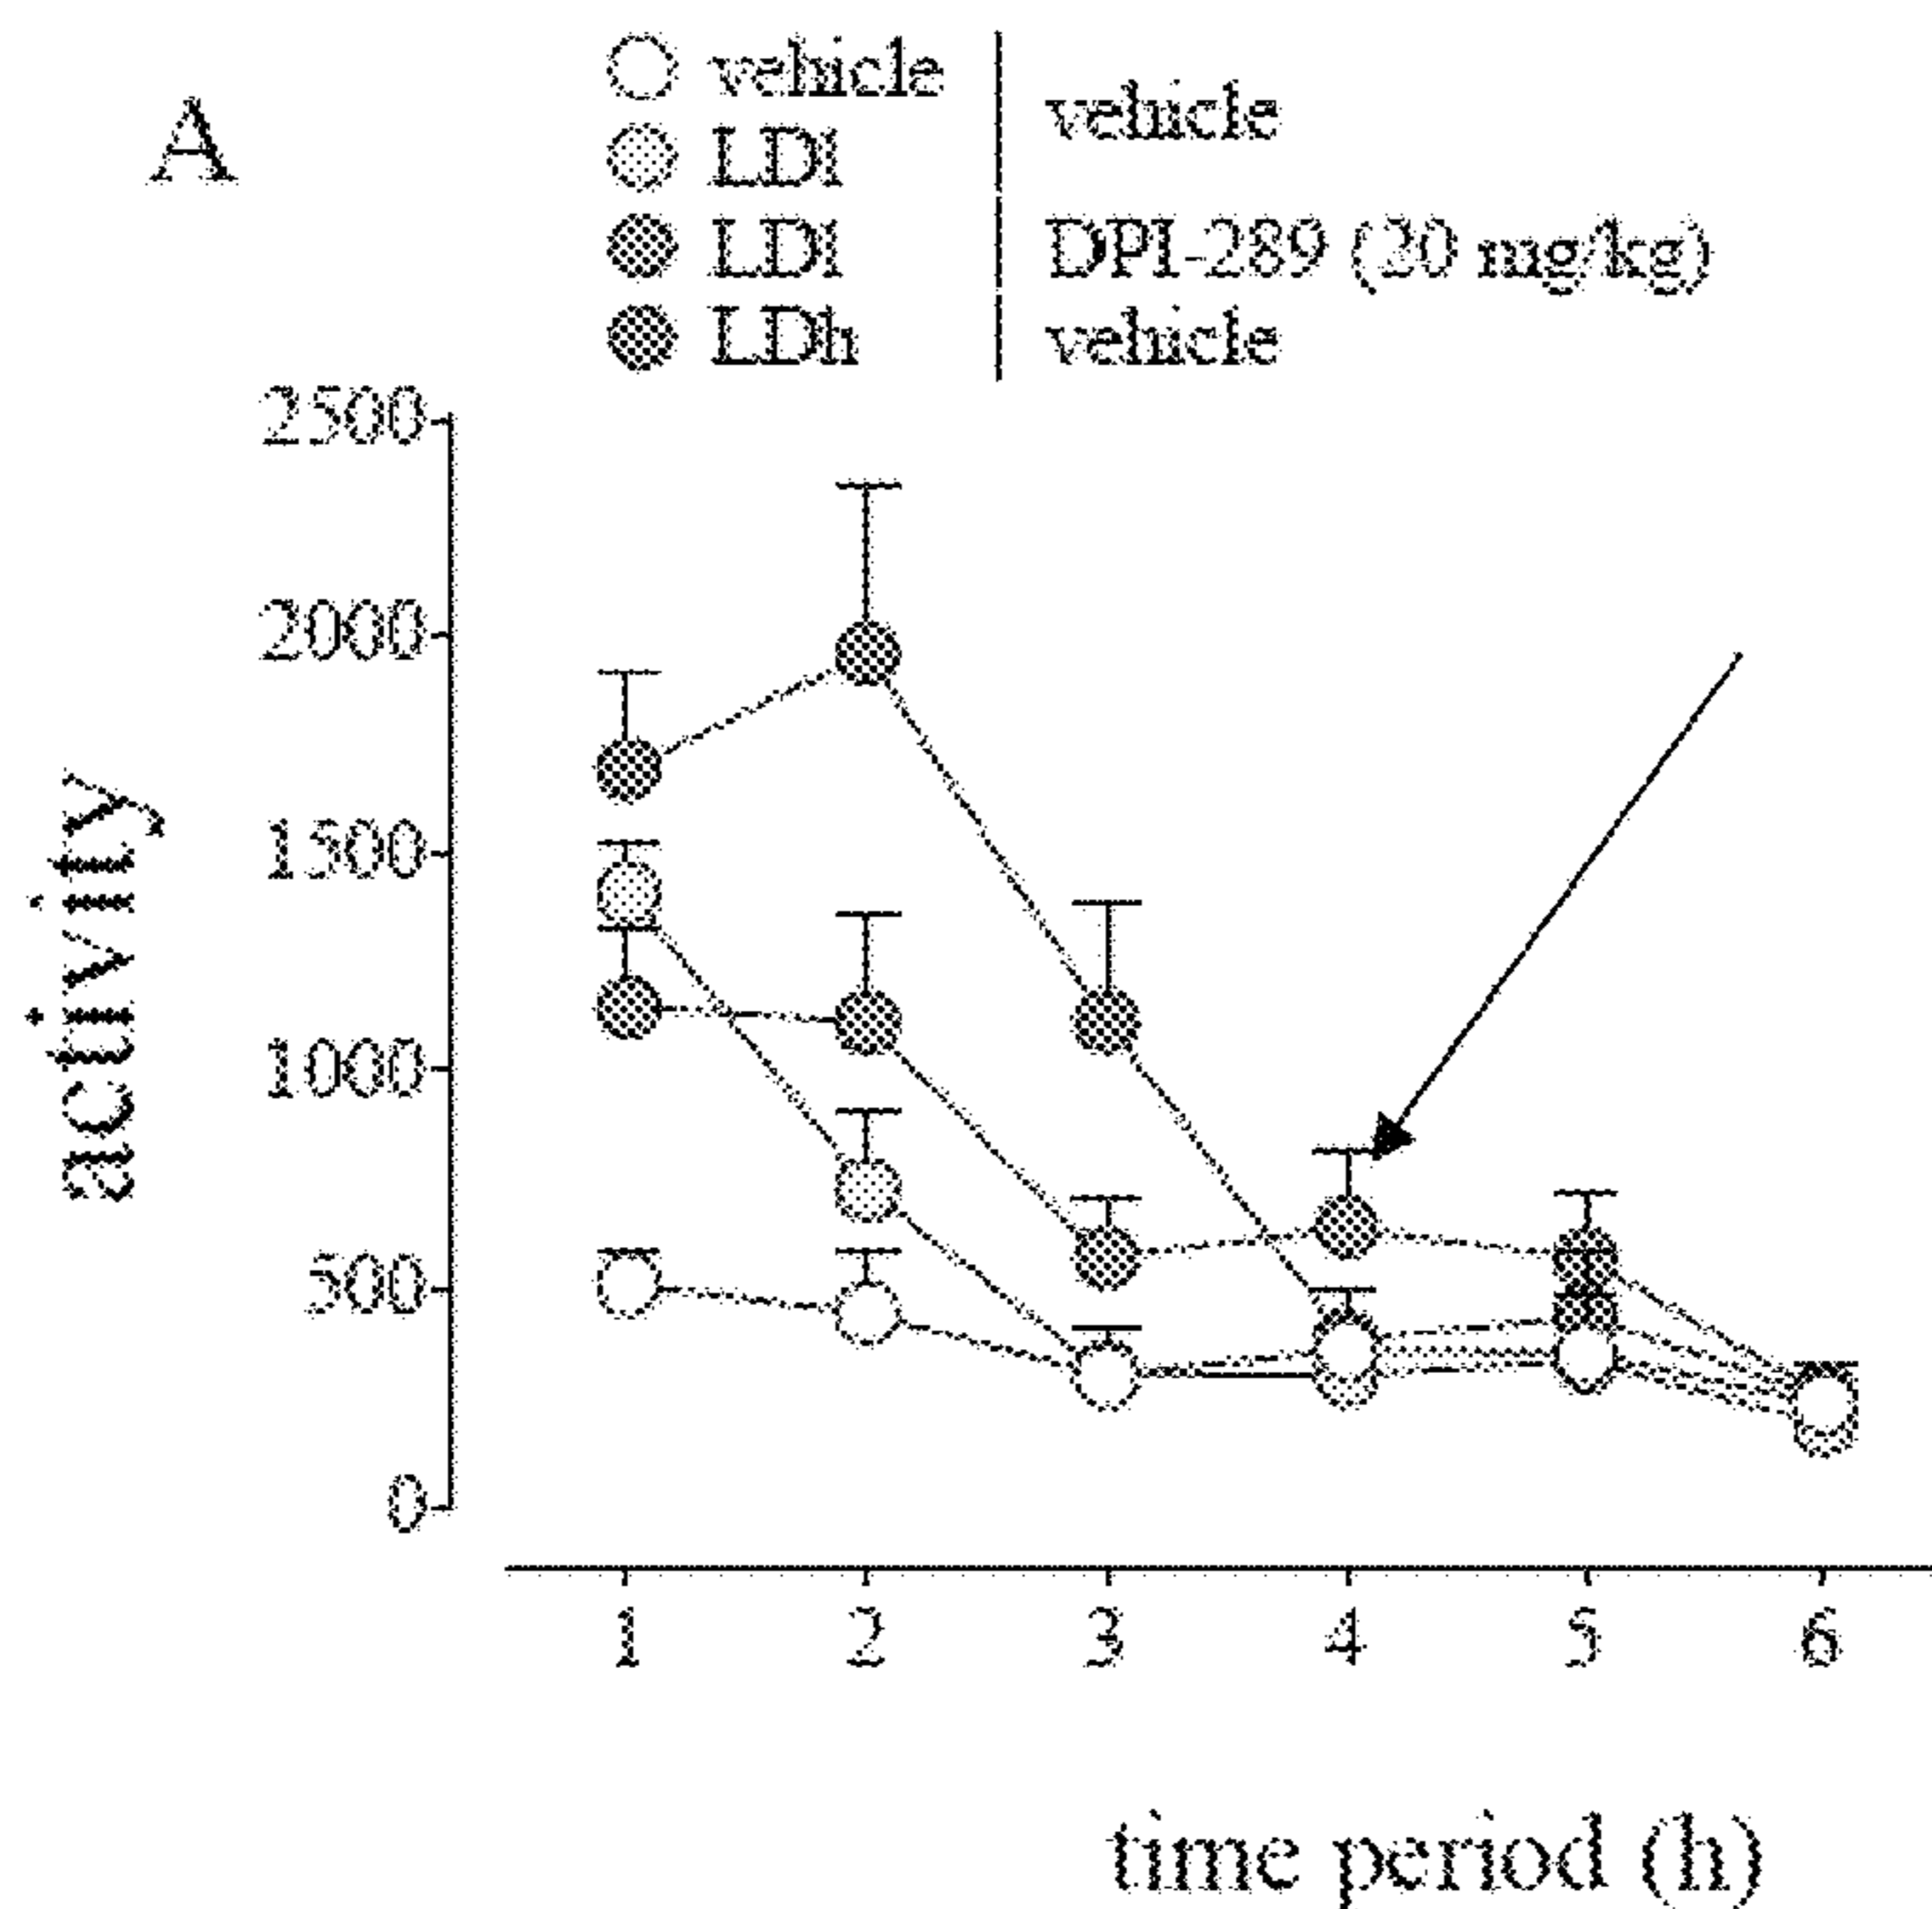 A
vehicle
LDl
LDl
LDh
vehicle
DPI-289 (20 mg/kg)
vehicle
2500
2000
1500
1000
500
0
activity
1 2 3 4 5 6
time period (h)